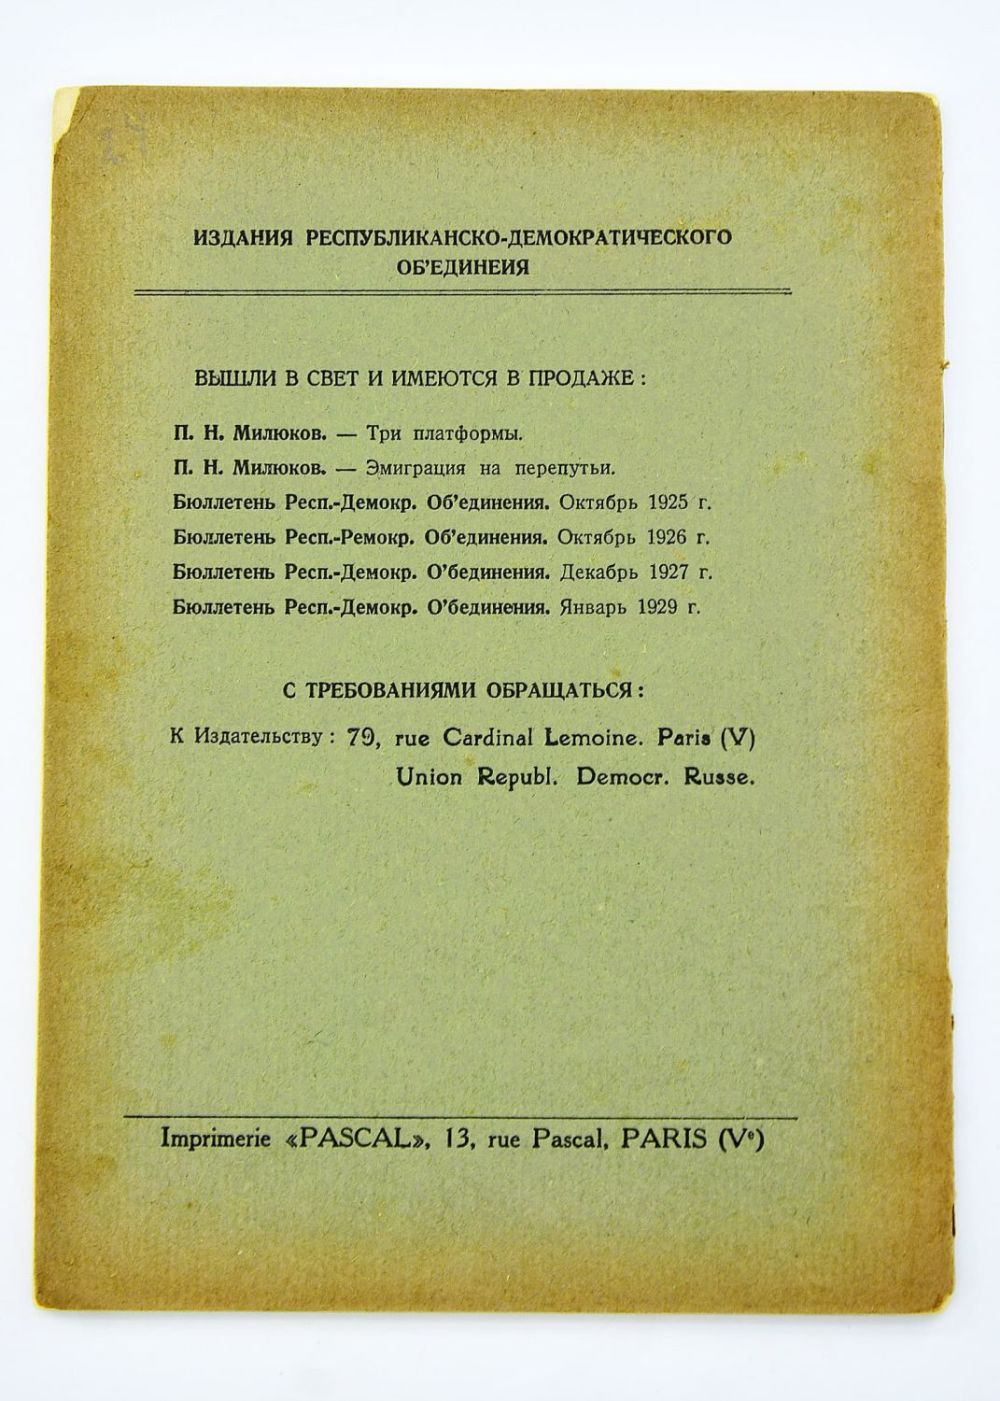 ИЗДАНИЯ РЕСПУБЛИКАНСКО-ДЕМОКРАТИЧЕСКОГО
ОБ'ЕДИНЕИЯ
ВЫШЛИ В СВЕТ И ИМЕЮТСЯ В ПРОДАЖЕ :
П. Н. Милюков. — Три платформы.
П. Н. Милюков. — Эмиграция на перепутьи.
Бюллетень Респ.-Демокр. Об'единения. Октябрь 1925 г.
Бюллетень Респ.-Ремокр. Об'единения. Октябрь 1926 г.
Бюллетень Респ.-Демокр. О'бединения. Декабрь 1927 г.
Бюллетень Респ.-Демокр. О'бединения. Январь 1929 г.
С ТРЕБОВАНИЯМИ ОБРАЩАТЬСЯ :
К Издательству : 79, rue Cardinal Lemoine. Paris (V)
Union Republ. Democr. Russe.
Imprimerie «PASCAL», 13, rue Pascal, PARIS (Vᵉ)